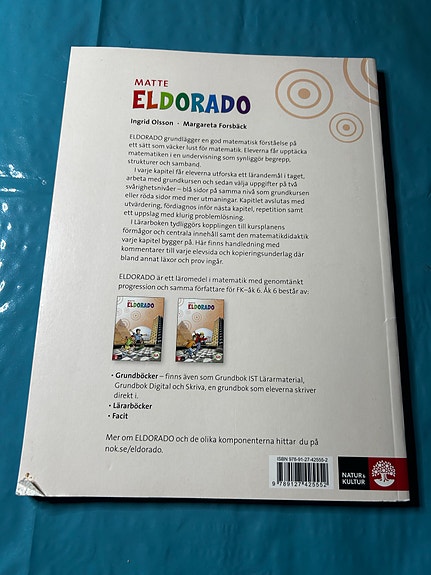 MATTE
ELDORADO
Ingrid Olsson · Margareta Forsbäck
ELDORADO grundlägger en god matematisk förståelse på
ett sätt som väcker lust för matematik. Eleverna får upptäcka
matematiken i en undervisning som synliggör begrepp,
strukturer och samband.
I varje kapitel får eleverna utforska ett lärandemål i taget,
arbeta med grundkursen och sedan välja uppgifter på två
svårighetsnivåer – blå sidor på samma nivå som grundkursen
eller röda sidor med mer utmaningar. Kapitlet avslutas med
utvärdering, fördiagnos inför nästa kapitel, repetition samt
ett uppslag med klurig problemlösning.
I Lärarboken tydliggörs kopplingen till kursplanens
förmågor och centrala innehåll samt den matematikdidaktik
varje kapitel bygger på. Här finns handledning med
kommentarer till varje elevsida och kopieringsunderlag där
bland annat läxor och prov ingår.
ELDORADO är ett läromedel i matematik med genomtänkt
progression och samma författare för FK–åk 6. Åk 6 består av:
ELDORADO
ELDORADO
• Grundböcker – finns även som Grundbok IST Lärarmaterial,
Grundbok Digital och Skriva, en grundbok som eleverna skriver
direkt i.
• Lärarböcker
• Facit
Mer om ELDORADO och de olika komponenterna hittar du på
nok.se/eldorado.
ISBN 978-91-27-42555-2
9 789127 425552
NATUR &
KULTUR